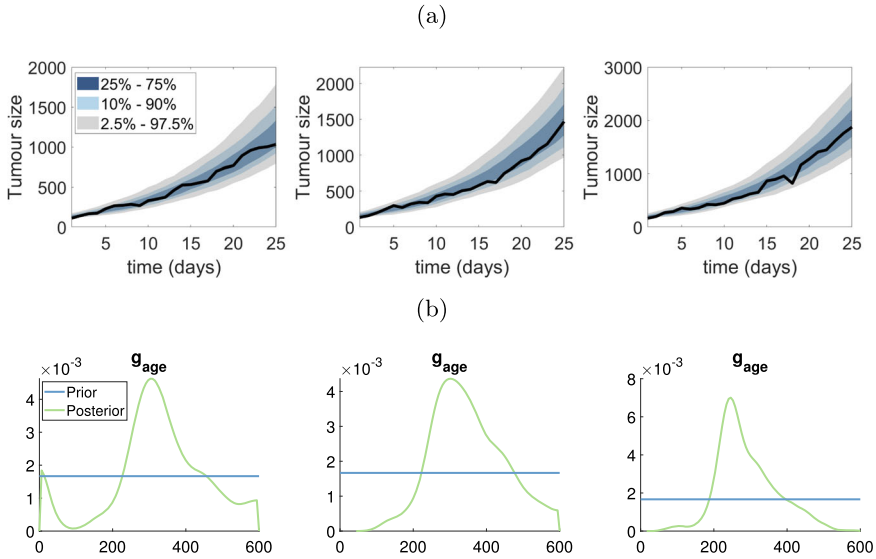 (a)
Tumour size
2000
1500
1000
500
0
25% - 75%
10% - 90%
2.5% - 97.5%
5 10 15 20 25
time (days)
Tumour size
2000
1500
1000
500
0
5 10 15 20 25
time (days)
Tumour size
3000
2000
1000
0
5 10 15 20 25
time (days)
(b)
×10⁻³
g_age
Prior
Posterior
4
3
2
1
0
0 200 400 600
×10⁻³
g_age
4
3
2
1
0
0 200 400 600
×10⁻³
g_age
8
6
4
2
0
0 200 400 600